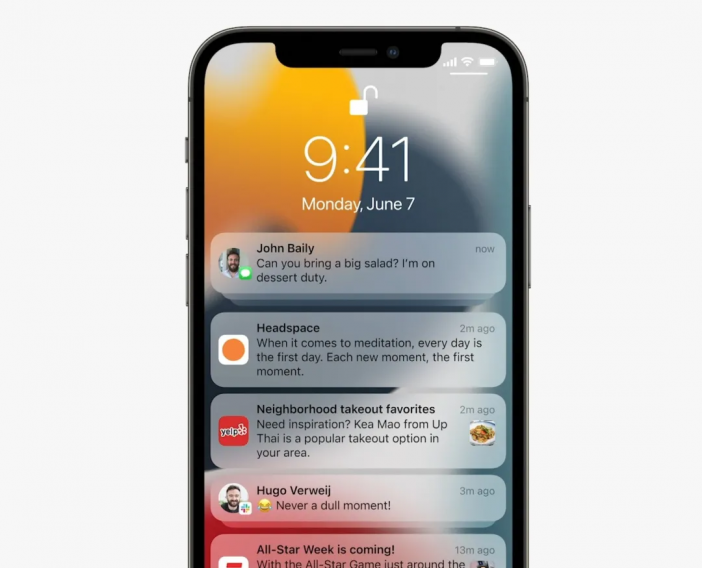 9:41
Monday, June 7
John Baily
now
Can you bring a big salad? I'm on
dessert duty.
Headspace
2m ago
When it comes to meditation, every day is
the first day. Each new moment, the first
moment.
Neighborhood takeout favorites
2m ago
yelp
Need inspiration? Kea Mao from Up
Thai is a popular takeout option in
your area.
Hugo Verweij
3m ago
😂 Never a dull moment!
All-Star Week is coming!
13m ago
With the All-Star Game just around the